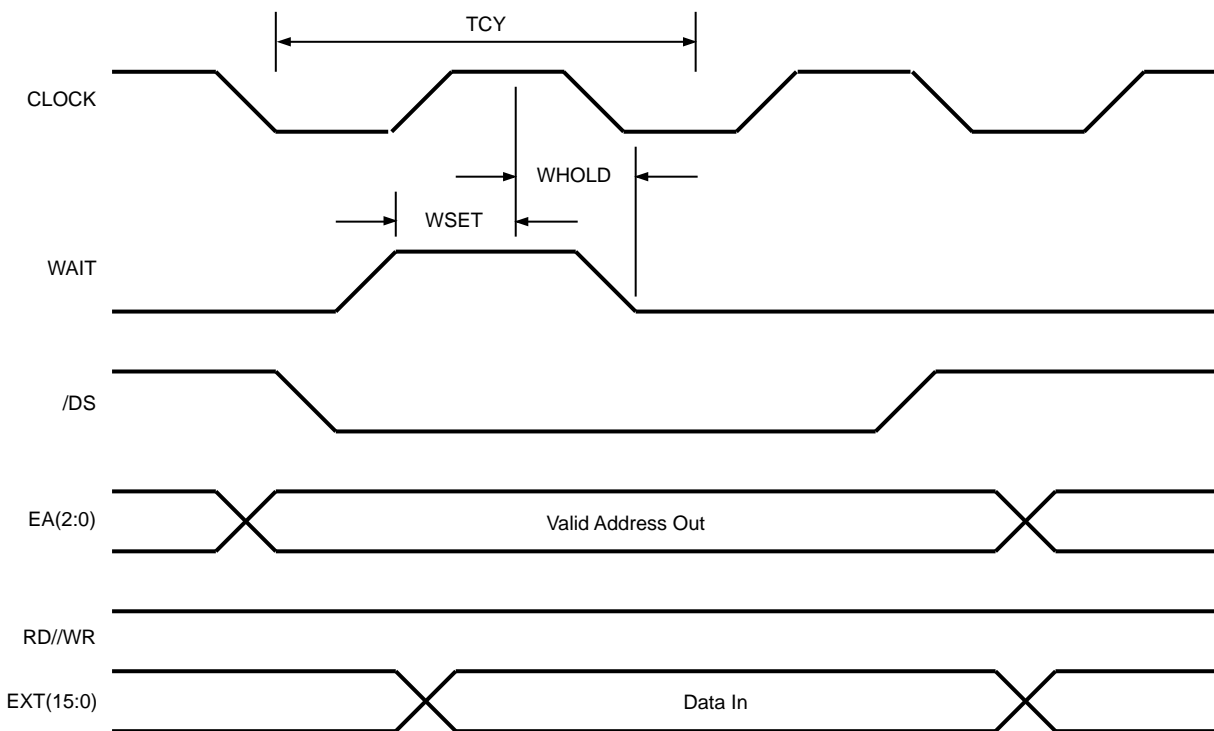 TCY
CLOCK
WHOLD
WSET
WAIT
/DS
EA(2:0)
Valid Address Out
RD//WR
EXT(15:0)
Data In